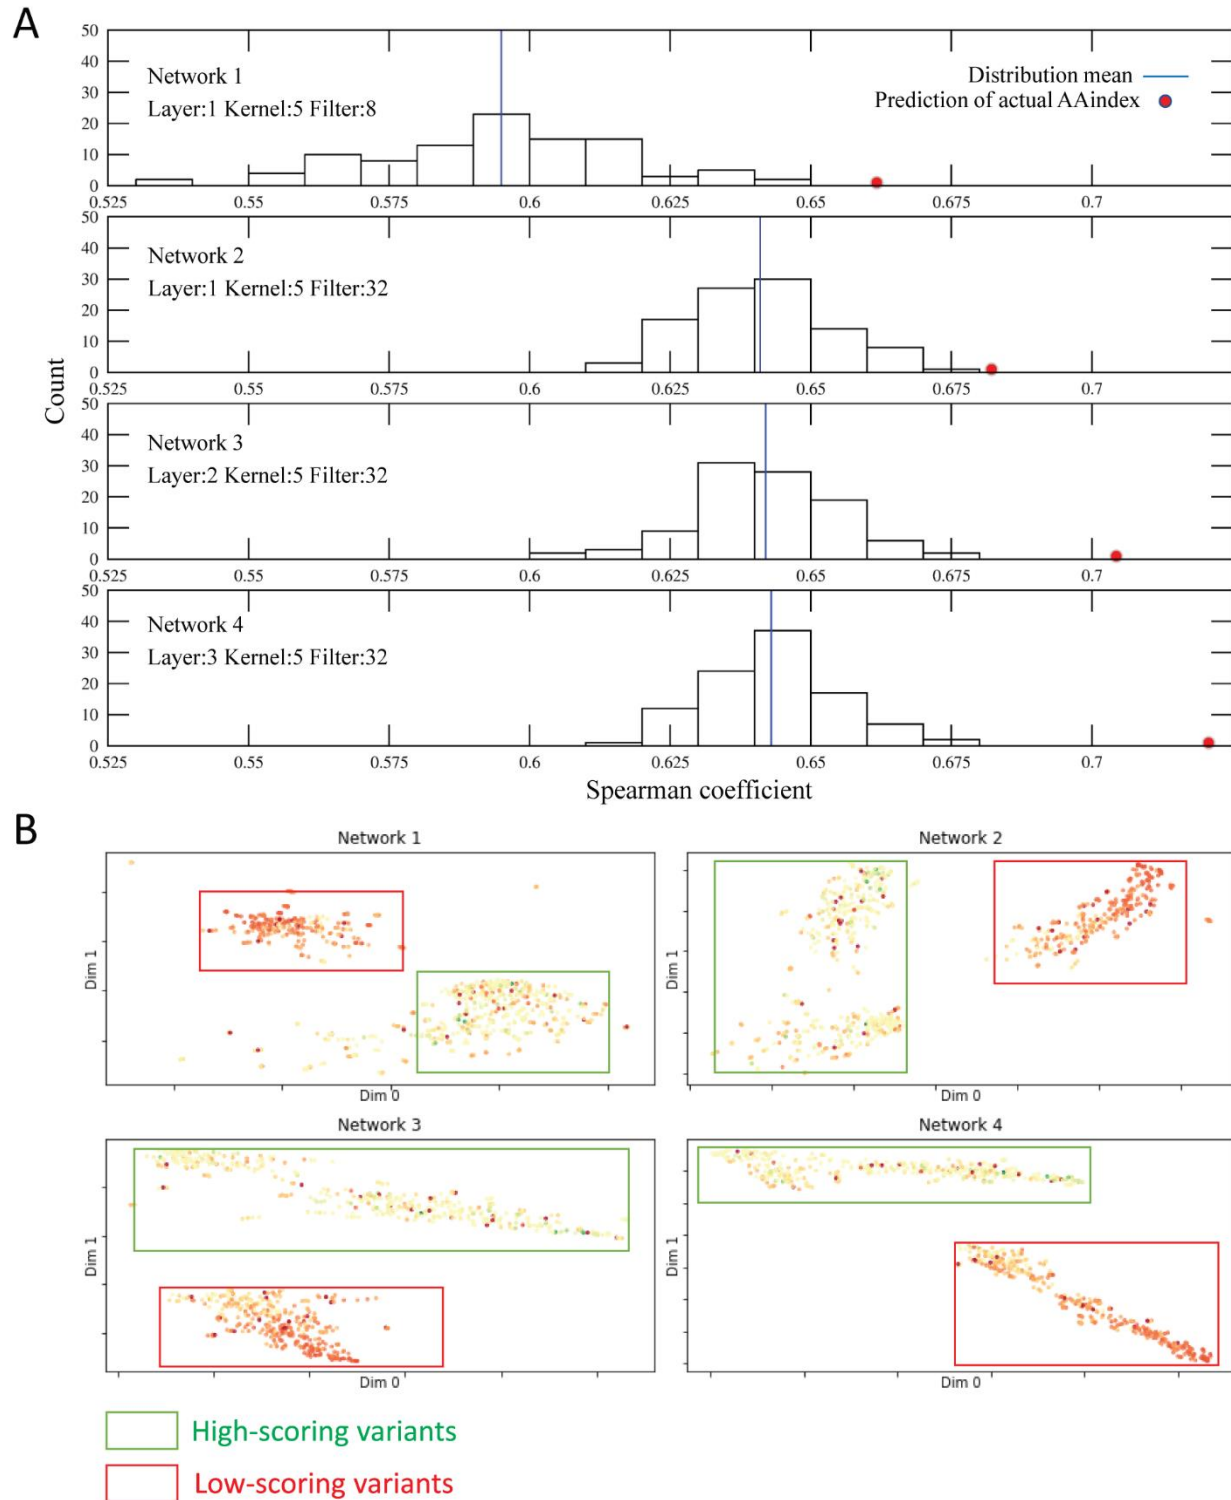 A
50
40
30
20
10
0
Network 1
Layer:1 Kernel:5 Filter:8
Distribution mean
Prediction of actual AAindex
0.525 0.55 0.575 0.6 0.625 0.65 0.675 0.7
50
40
30
20
10
0
Network 2
Layer:1 Kernel:5 Filter:32
0.525 0.55 0.575 0.6 0.625 0.65 0.675 0.7
Count
50
40
30
20
10
0
Network 3
Layer:2 Kernel:5 Filter:32
0.525 0.55 0.575 0.6 0.625 0.65 0.675 0.7
50
40
30
20
10
0
Network 4
Layer:3 Kernel:5 Filter:32
0.525 0.55 0.575 0.6 0.625 0.65 0.675 0.7
Spearman coefficient
B
Network 1
Dim 1
Dim 0
Network 2
Dim 1
Dim 0
Network 3
Dim 1
Dim 0
Network 4
Dim 1
Dim 0
High-scoring variants
Low-scoring variants